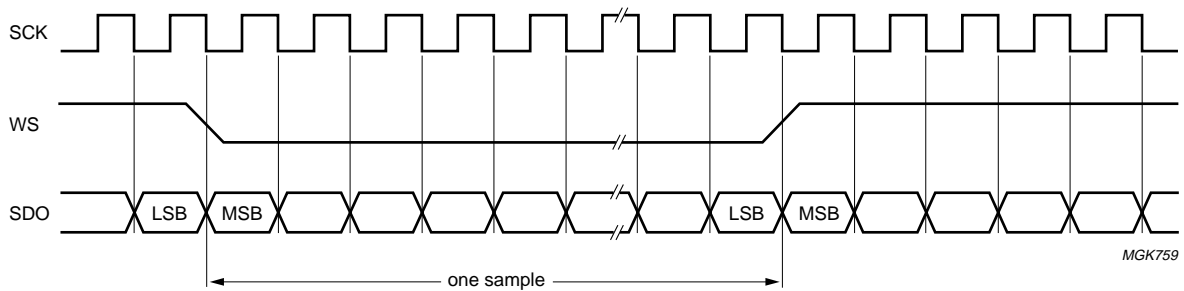 SCK
WS
SDO
LSB MSB LSB MSB
MGK759
one sample